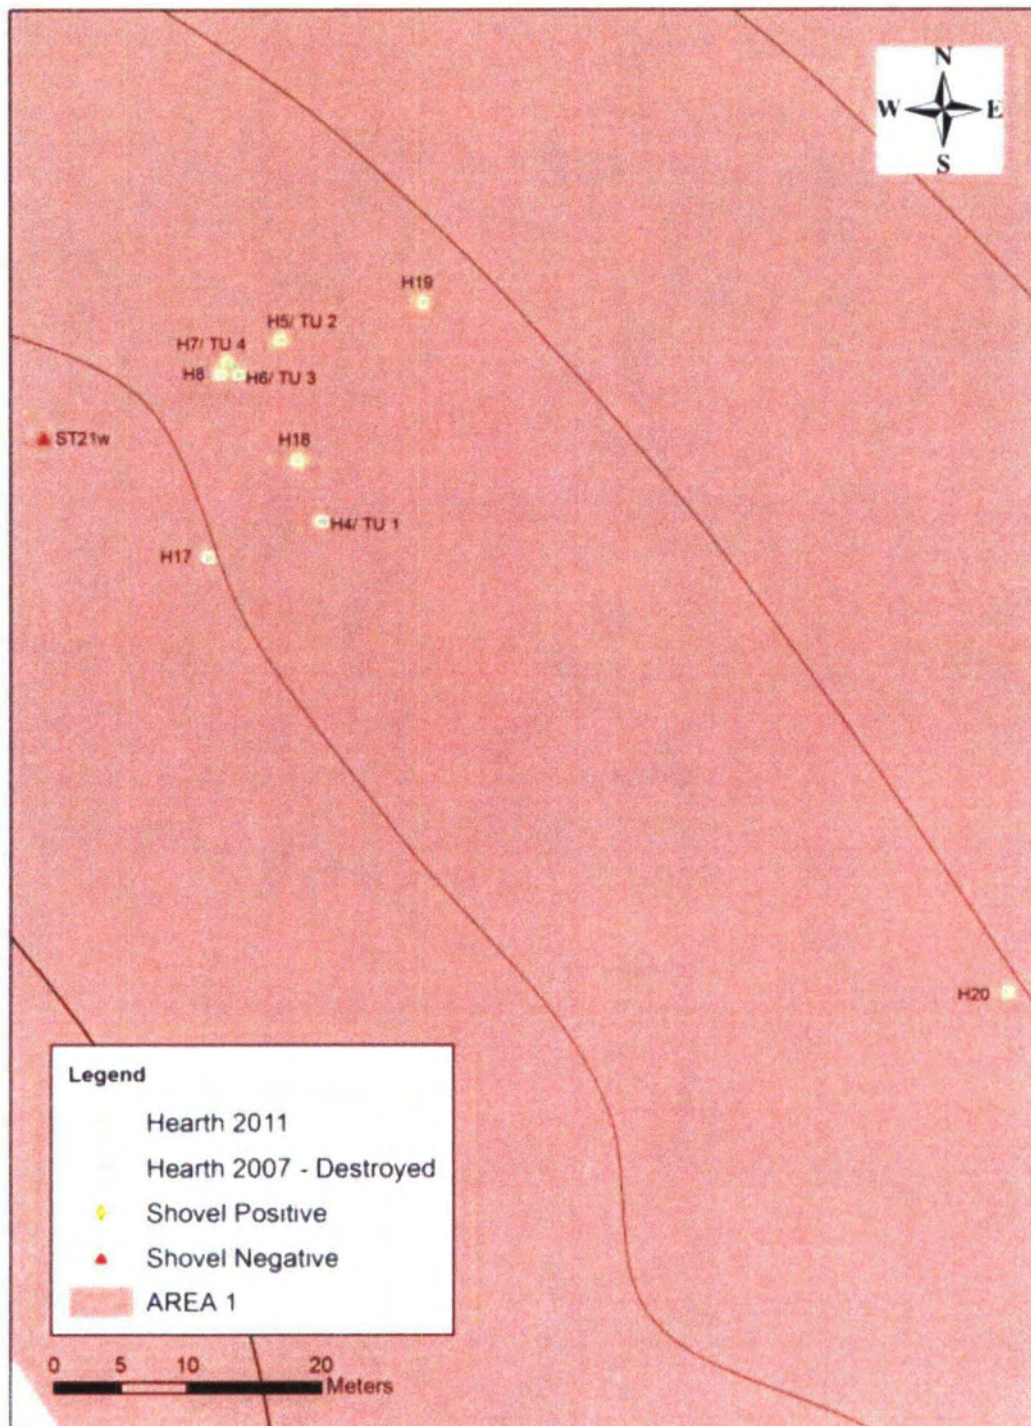 N
W E
S
H19
H5/ TU 2
H7/ TU 4
H8
H6/ TU 3
ST21w
H18
H4/ TU 1
H17
H20
Legend
Hearth 2011
Hearth 2007 - Destroyed
Shovel Positive
Shovel Negative
AREA 1
0 5 10 20
Meters